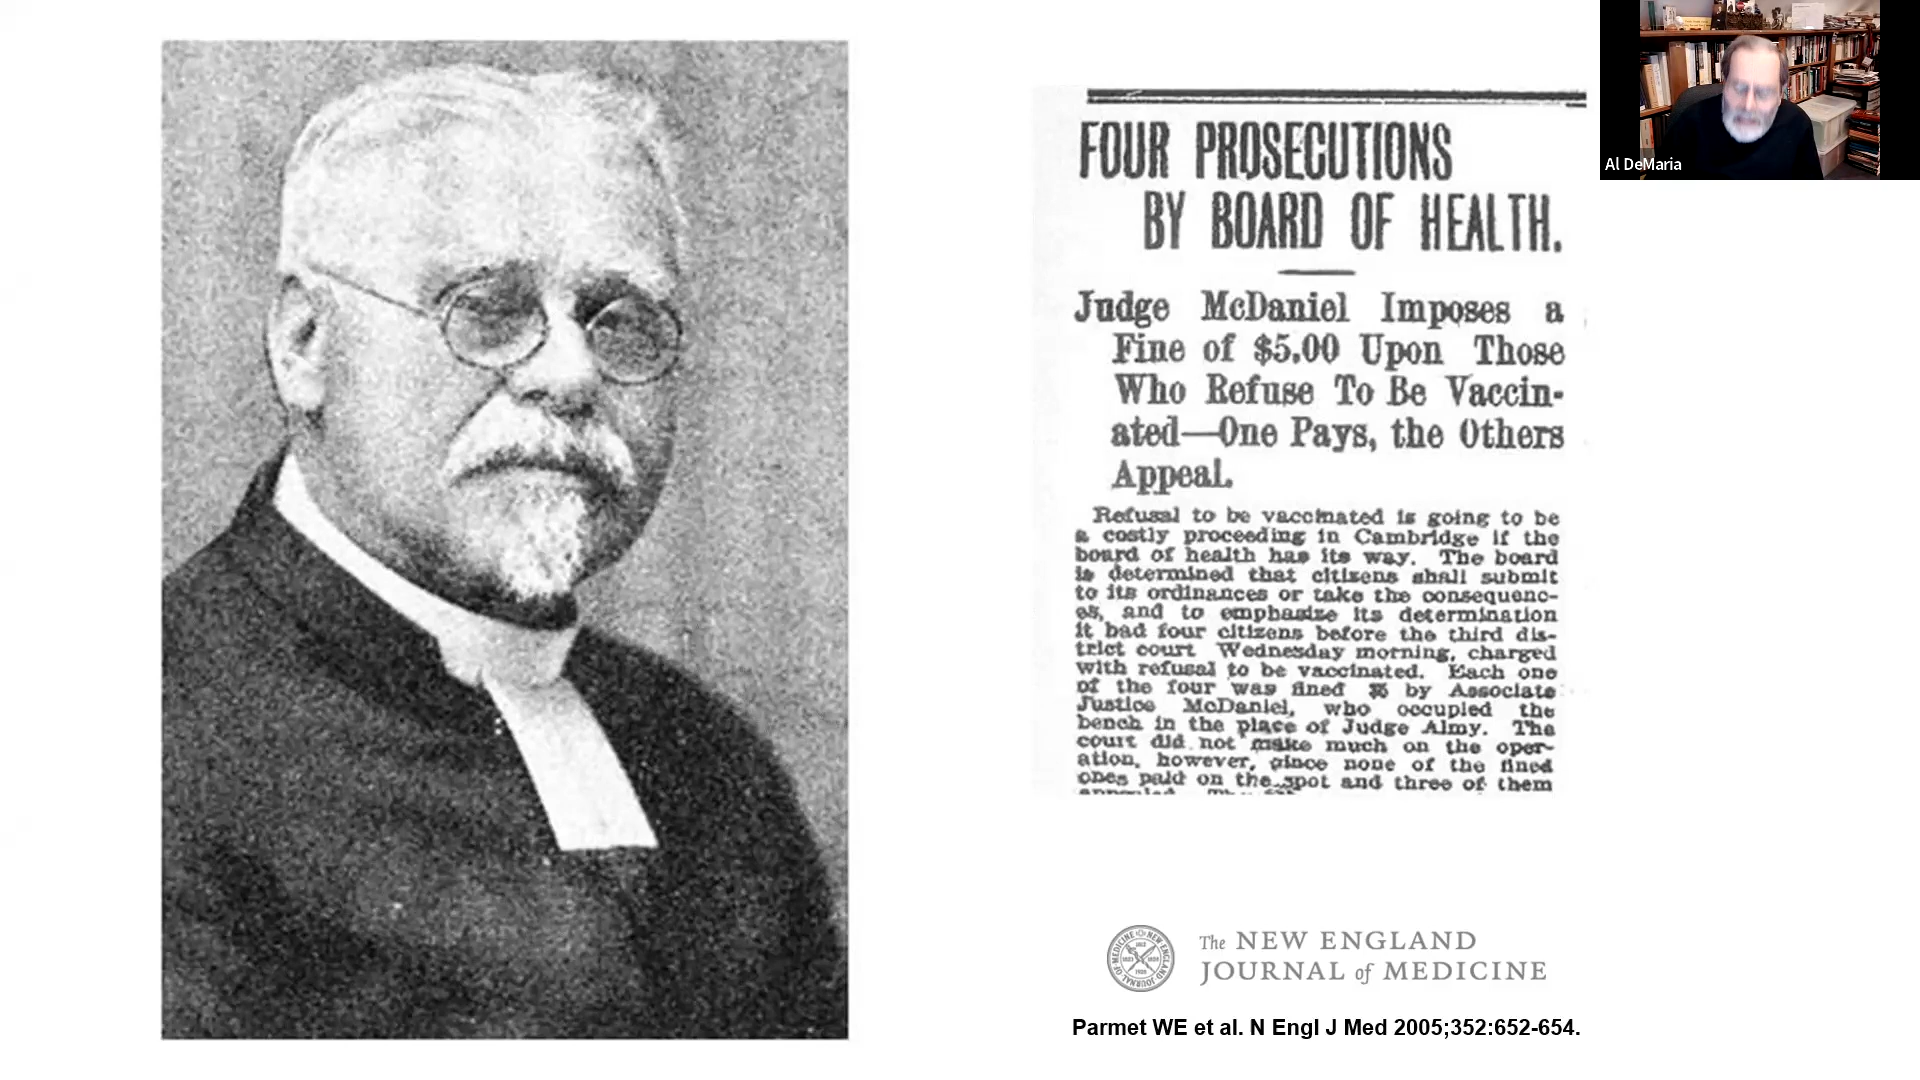 FOUR PROSECUTIONS
BY BOARD OF HEALTH.
Judge McDaniel Imposes a
Fine of $5.00 Upon Those
Who Refuse To Be Vaccin-
ated—One Pays, the Others
Appeal.
Refusal to be vaccinated is going to be
a costly proceeding in Cambridge if the
board of health has its way. The board
is determined that citizens shall submit
to its ordinances or take the consequenc-
es, and to emphasize its determination
it had four citizens before the third dis-
trict court Wednesday morning, charged
with refusal to be vaccinated. Each one
of the four was fined $5 by Associate
Justice McDaniel, who occupied the
bench in the place of Judge Almy. The
court did not make much on the oper-
ation, however, since none of the fined
ones paid on the spot and three of them
The NEW ENGLAND
JOURNAL of MEDICINE
Parmet WE et al. N Engl J Med 2005;352:652-654.
Al DeMaria